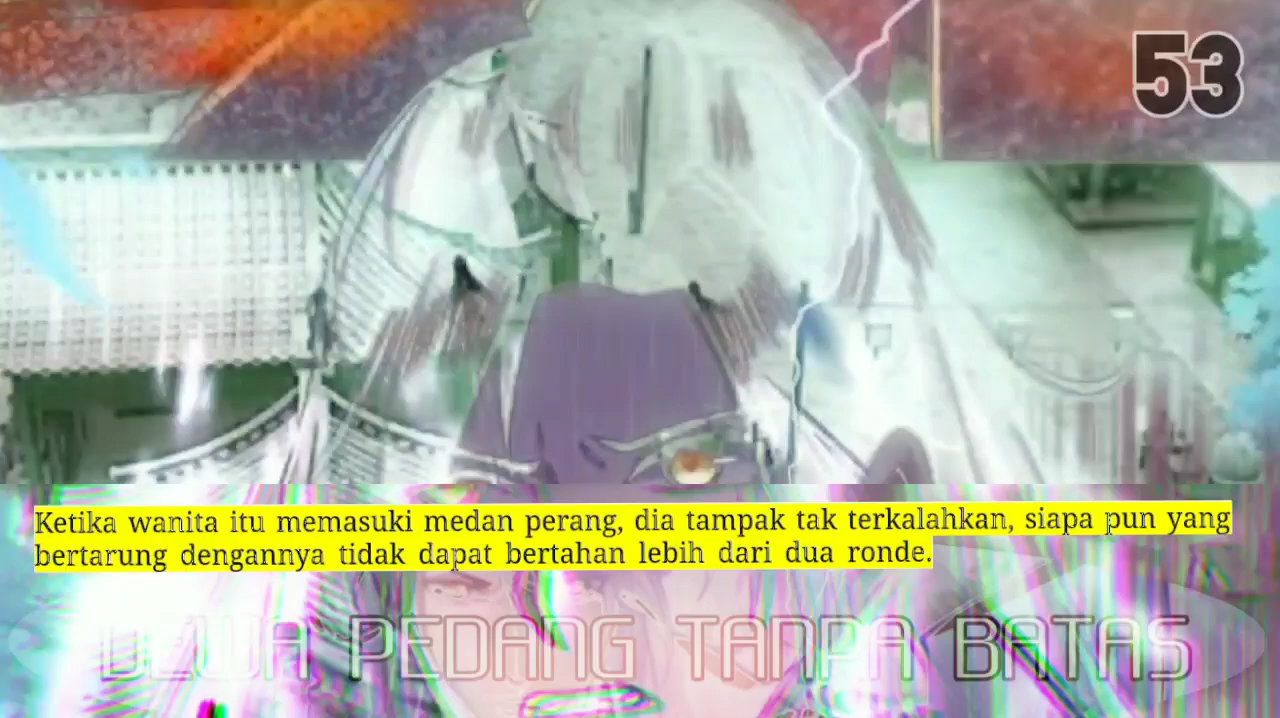 53
Ketika wanita itu memasuki medan perang, dia tampak tak terkalahkan, siapa pun yang
bertarung dengannya tidak dapat bertahan lebih dari dua ronde.
DEWA PEDANG TANPA BATAS